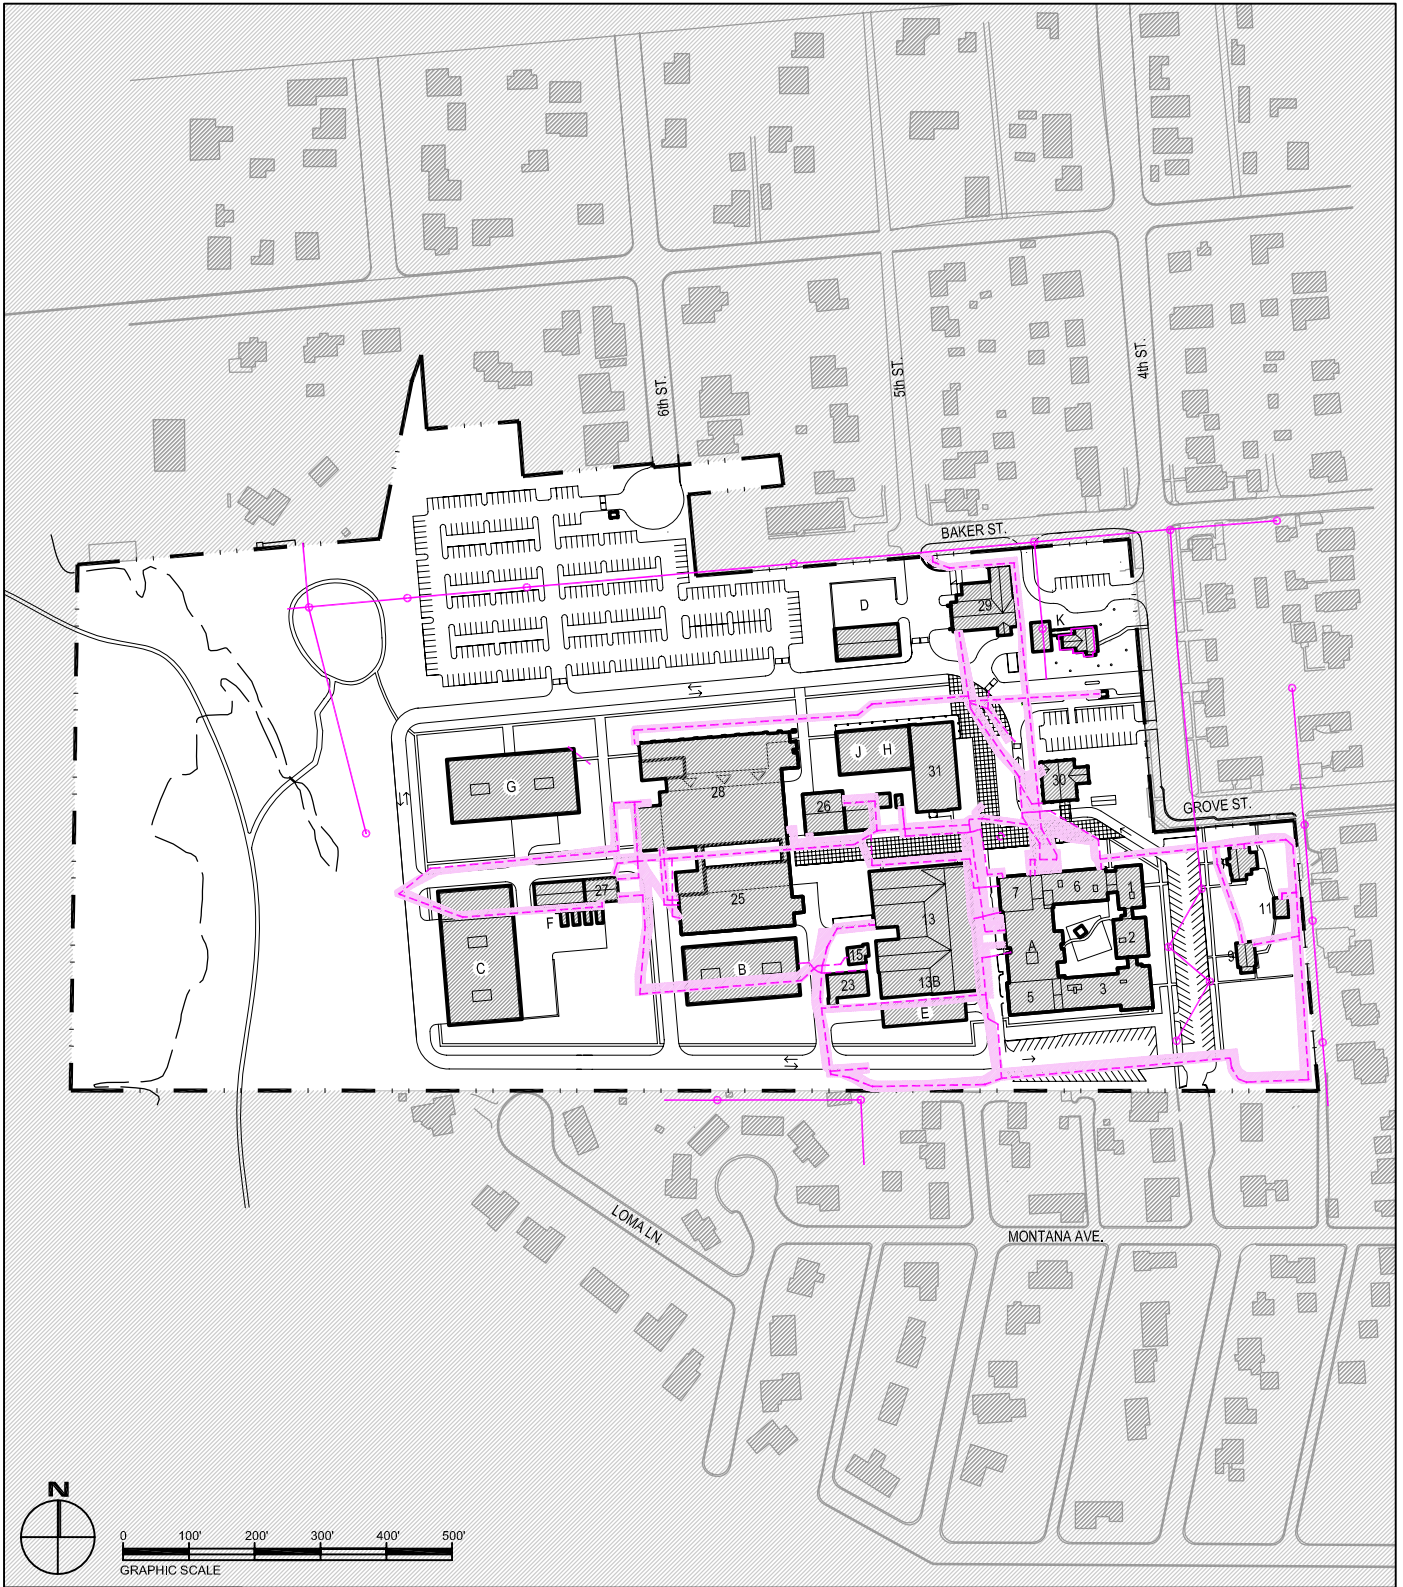 6th ST.
5th ST.
4th ST.
BAKER ST.
D
29
K
G
J
H
31
28
30
26
GROVE ST.
27
F
25
7
6
1
11
13
A
2
C
B
15
9
23
13B
5
3
E
LOMA LN.
MONTANA AVE.
N
0 100' 200' 300' 400' 500'
GRAPHIC SCALE